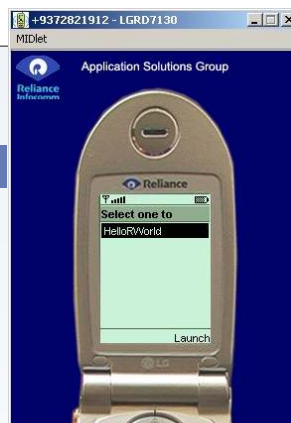 +9372821912 - LGRD7130
MIDlet
Application Solutions Group
Reliance
Infocomm
Reliance
Select one to
HelloRWorld
Launch
LG